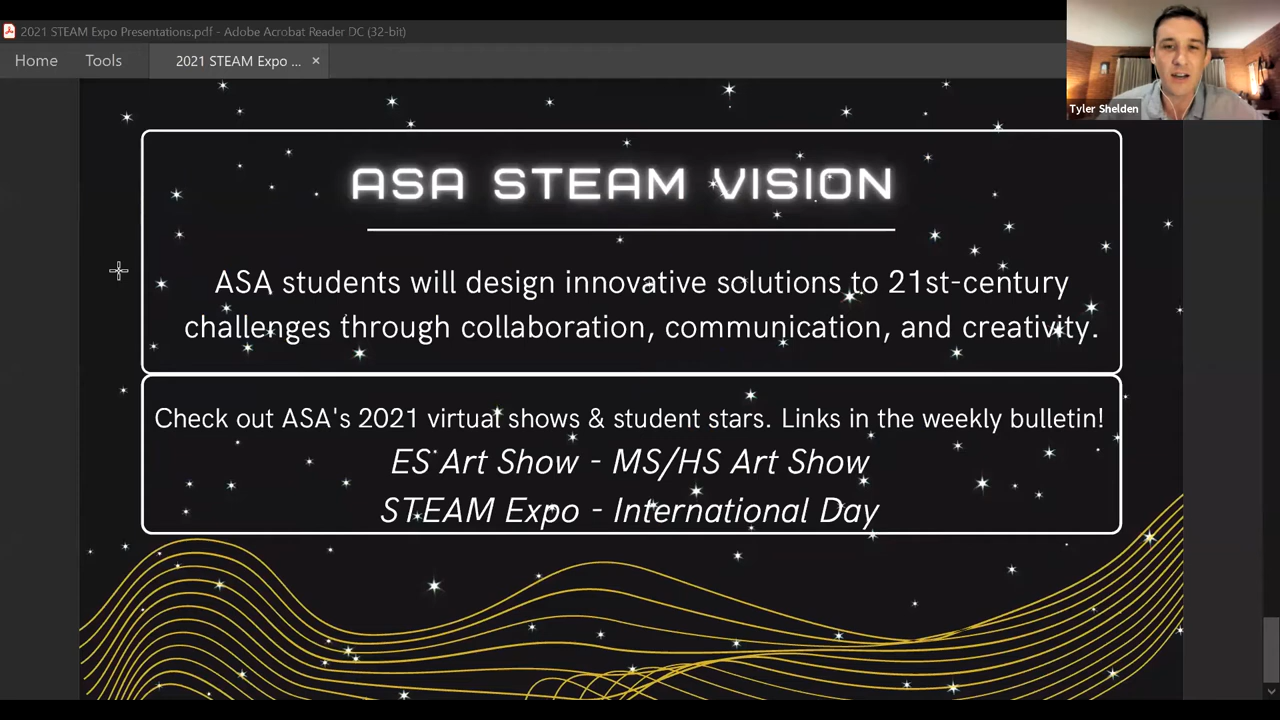 2021 STEAM Expo Presentations.pdf - Adobe Acrobat Reader DC (32-bit)
Home Tools 2021 STEAM Expo ... ×
Tyler Shelden
ASA STEAM VISION
ASA students will design innovative solutions to 21st-century
challenges through collaboration, communication, and creativity.
Check out ASA's 2021 virtual shows & student stars. Links in the weekly bulletin!
ES Art Show - MS/HS Art Show
STEAM Expo - International Day